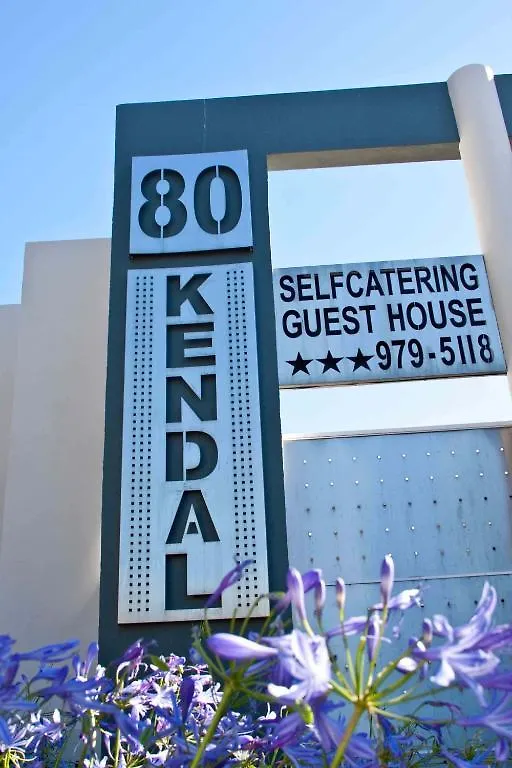 80
KENDAL
SELFCATERING
GUEST HOUSE
★★★979-5118